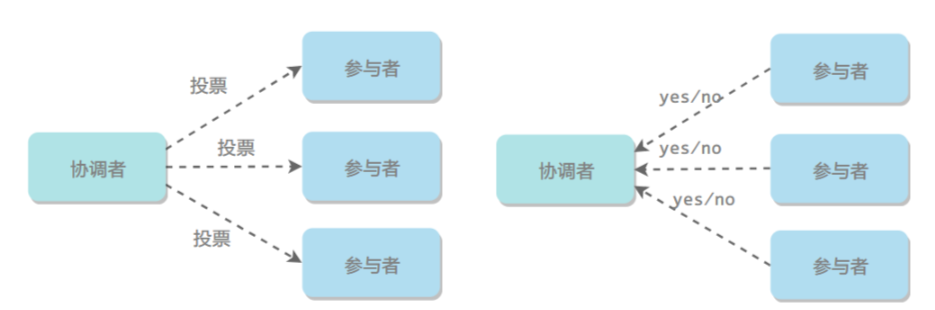 投票
参与者
协调者
投票
参与者
投票
参与者
yes/no
参与者
协调者
yes/no
参与者
yes/no
参与者